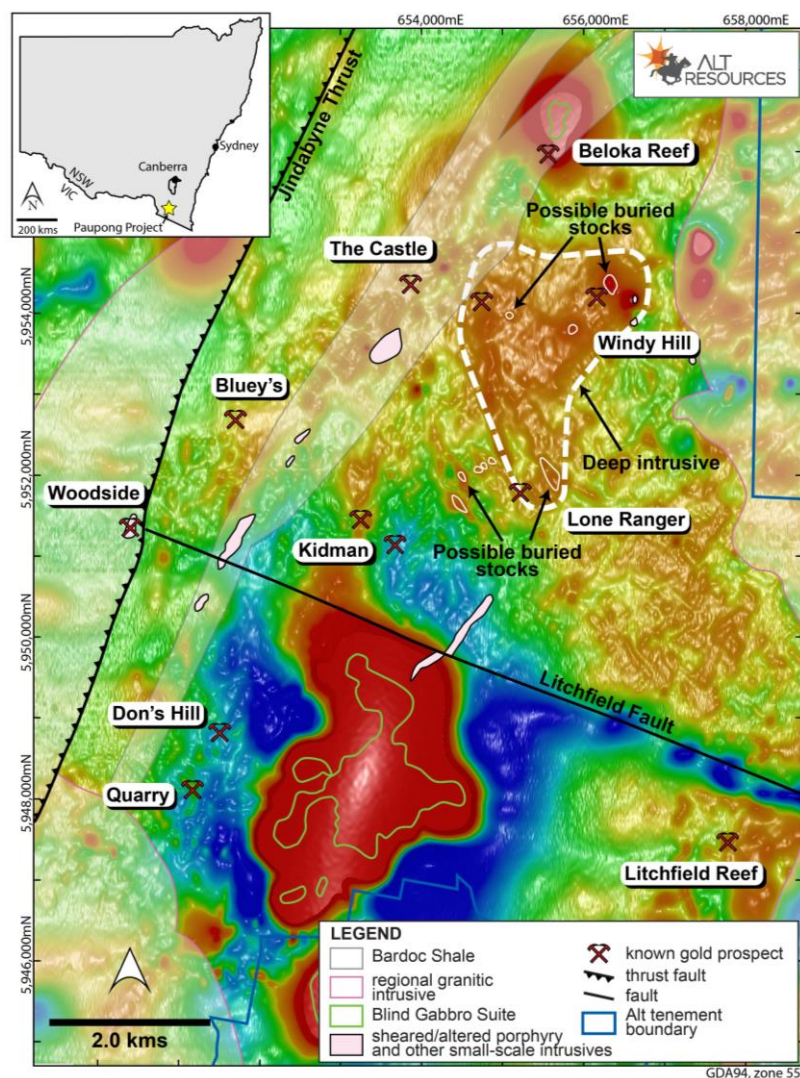 654,000mE
656,000mE
658,000mE
ALT
RESOURCES
NSW
VIC
Canberra
Sydney
N
200 kms
Paupong Project
Jindabyne Thrust
Beloka Reef
Possible buried
stocks
The Castle
5,954,000mN
Windy Hill
Bluey's
Deep intrusive
5,952,000mN
Woodside
Lone Ranger
Kidman
Possible buried
stocks
5,950,000mN
Litchfield Fault
Don's Hill
Quarry
5,948,000mN
Litchfield Reef
5,946,000mN
2.0 kms
LEGEND
Bardoc Shale
regional granitic
intrusive
Blind Gabbro Suite
sheared/altered porphyry
and other small-scale intrusives
known gold prospect
thrust fault
fault
Alt tenement
boundary
GDA94, zone 55